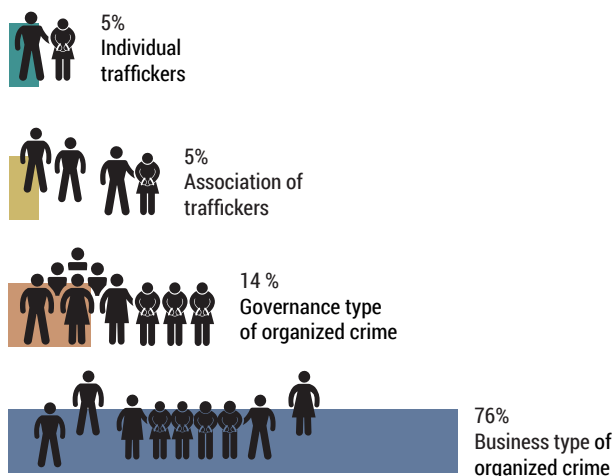 5%
Individual
traffickers
5%
Association of
traffickers
14 %
Governance type
of organized crime
76%
Business type of
organized crime